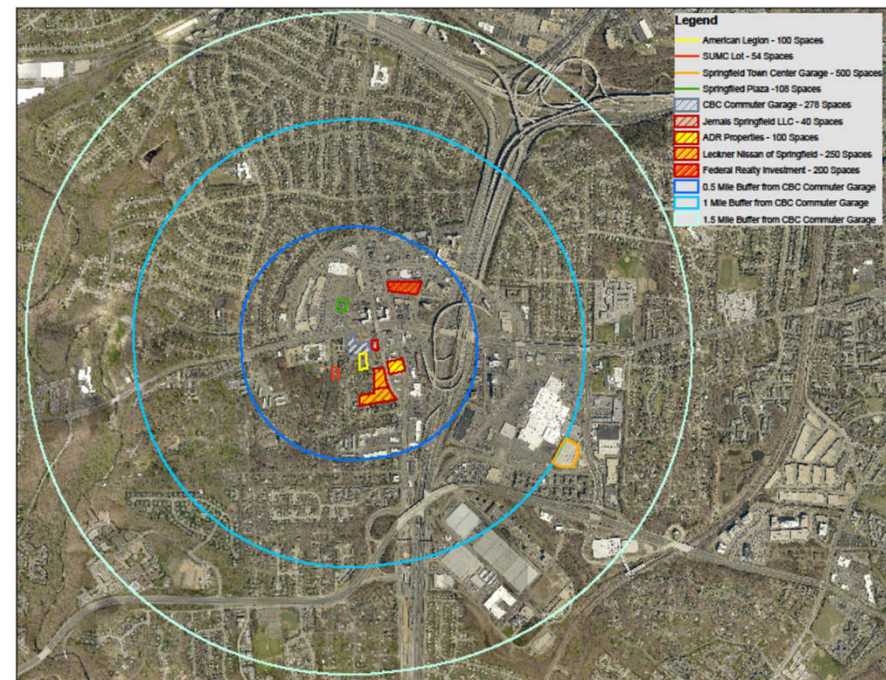 Legend
American Legion - 100 Spaces
SUMC Lot - 54 Spaces
Springfield Town Center Garage - 500 Spaces
Springflied Plaza -108 Spaces
CBC Commuter Garage - 278 Spaces
Jemals Springfield LLC - 40 Spaces
ADR Properties - 100 Spaces
Leckner Nissan of Springfield - 250 Spaces
Federal Realty Investment - 200 Spaces
0.5 Mile Buffer from CBC Commuter Garage
1 Mile Buffer from CBC Commuter Garage
1.5 Mile Buffer from CBC Commuter Garage